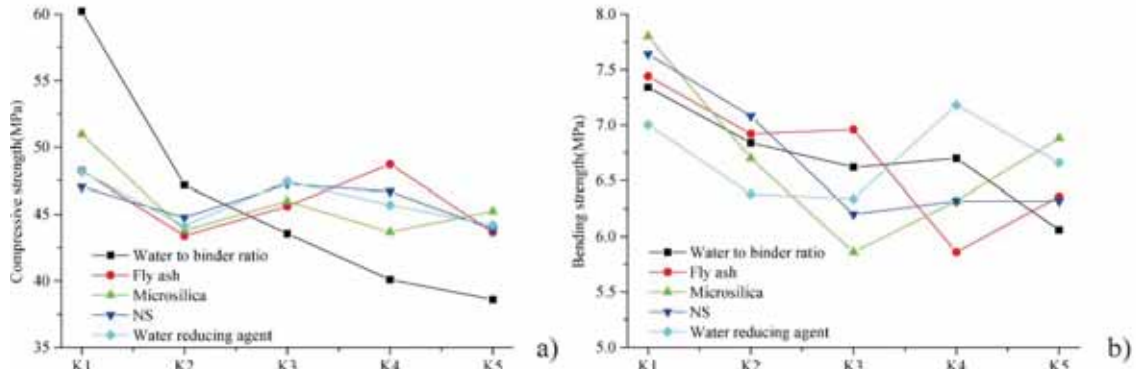 60
55
50
45
40
35
Compressive strength(MPa)
Water to binder ratio
Fly ash
Microsilica
NS
Water reducing agent
K1 K2 K3 K4 K5
a)
8.0
7.5
7.0
6.5
6.0
5.5
5.0
Bending strength(MPa)
Water to binder ratio
Fly ash
Microsilica
NS
Water reducing agent
K1 K2 K3 K4 K5
b)